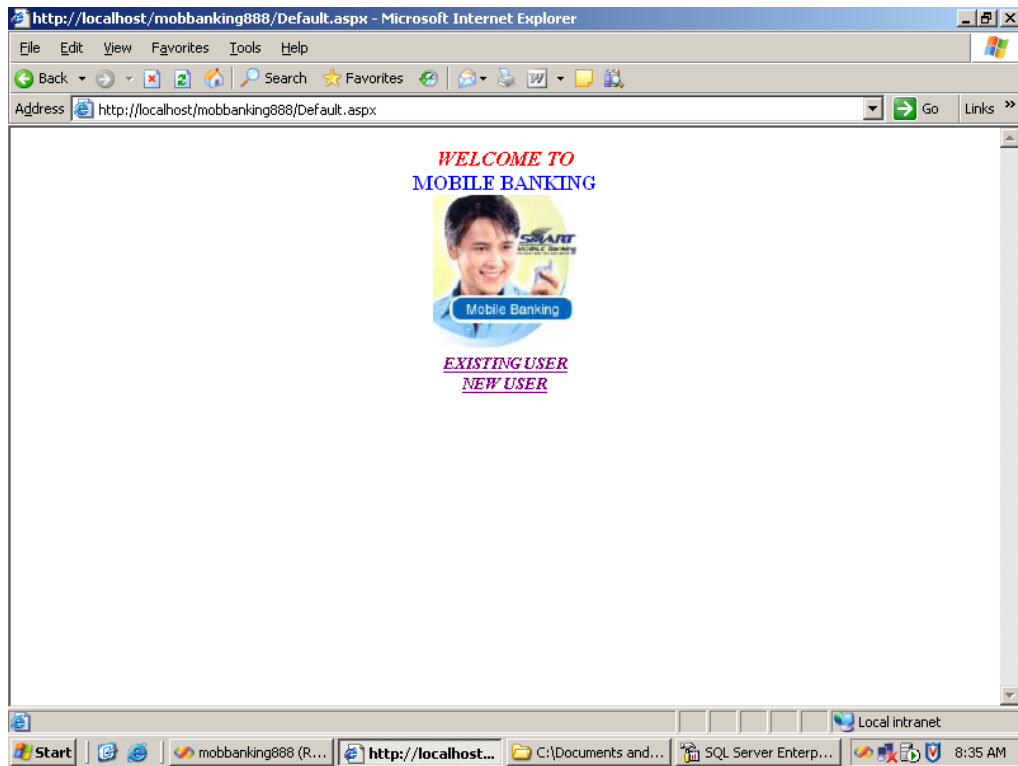 http://localhost/mobbanking888/Default.aspx - Microsoft Internet Explorer
File Edit View Favorites Tools Help
Back Search Favorites
Address http://localhost/mobbanking888/Default.aspx Go Links »
WELCOME TO
MOBILE BANKING
SMART
MOBILE Banking
Mobile Banking
EXISTING USER
NEW USER
Local intranet
Start mobbanking888 (R... http://localhost... C:\Documents and... SQL Server Enterp... 8:35 AM